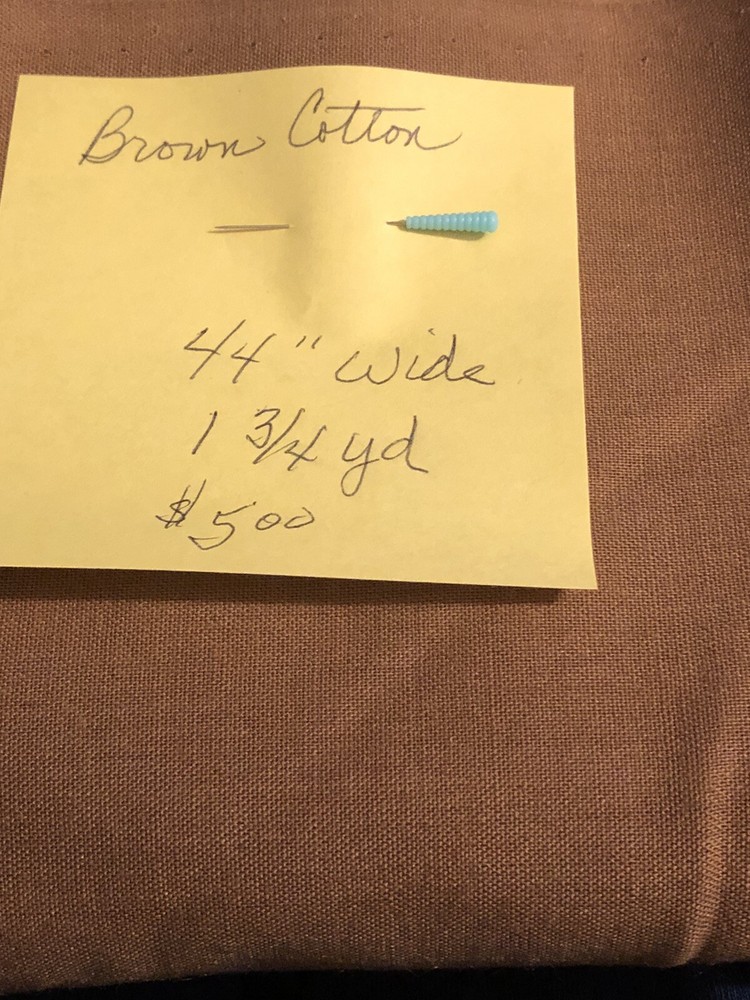 Brown Cotton
44" wide
1 3/4 yd
$500